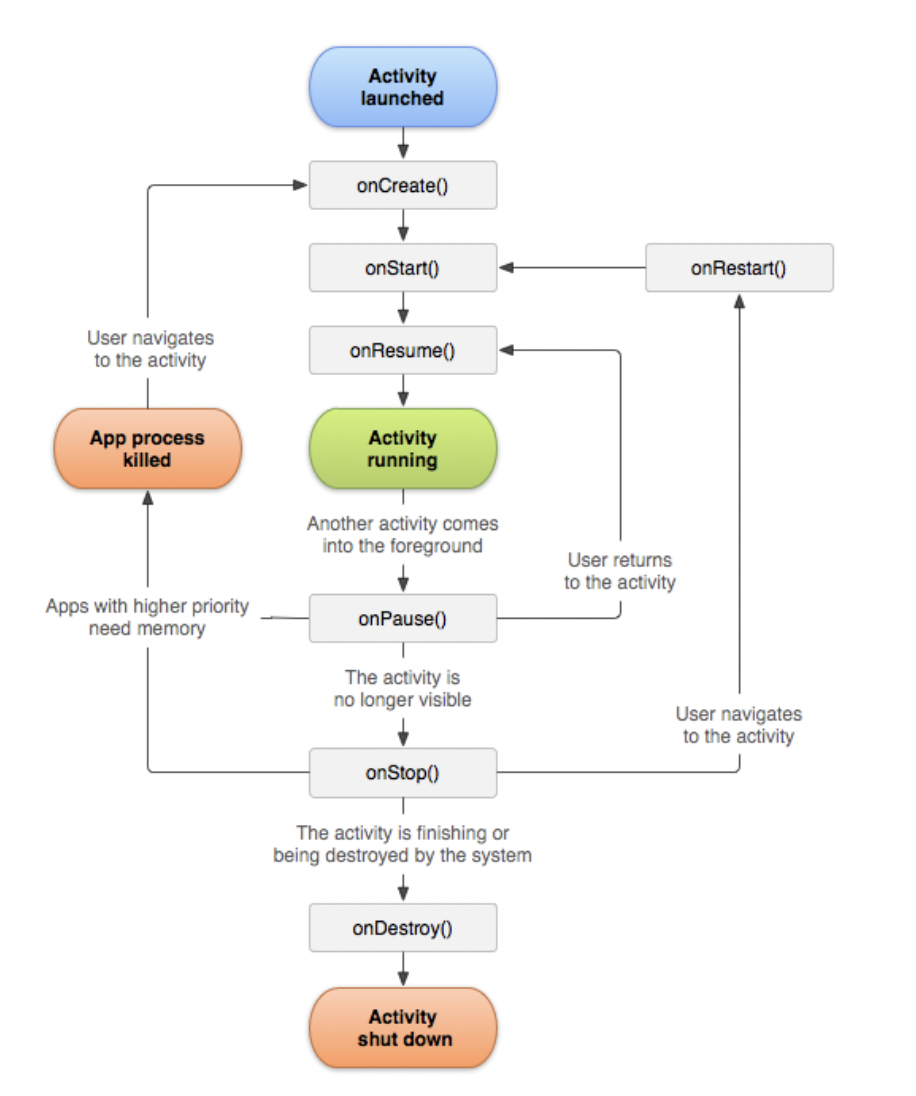 Activity
launched
onCreate()
onStart()
onRestart()
onResume()
User navigates
to the activity
App process
killed
Activity
running
Another activity comes
into the foreground
User returns
to the activity
Apps with higher priority
need memory
onPause()
The activity is
no longer visible
User navigates
to the activity
onStop()
The activity is finishing or
being destroyed by the system
onDestroy()
Activity
shut down